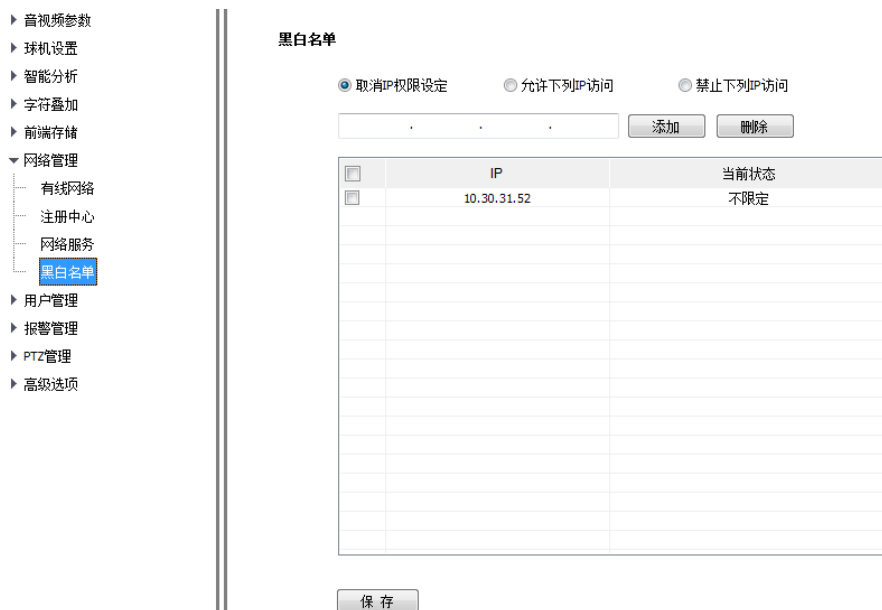 音视频参数
球机设置
智能分析
字符叠加
前端存储
网络管理
有线网络
注册中心
网络服务
黑白名单
用户管理
报警管理
PTZ管理
高级选项
黑白名单
取消IP权限设定 允许下列IP访问 禁止下列IP访问
. . . 添加 删除
IP 当前状态
10.30.31.52 不限定
保 存